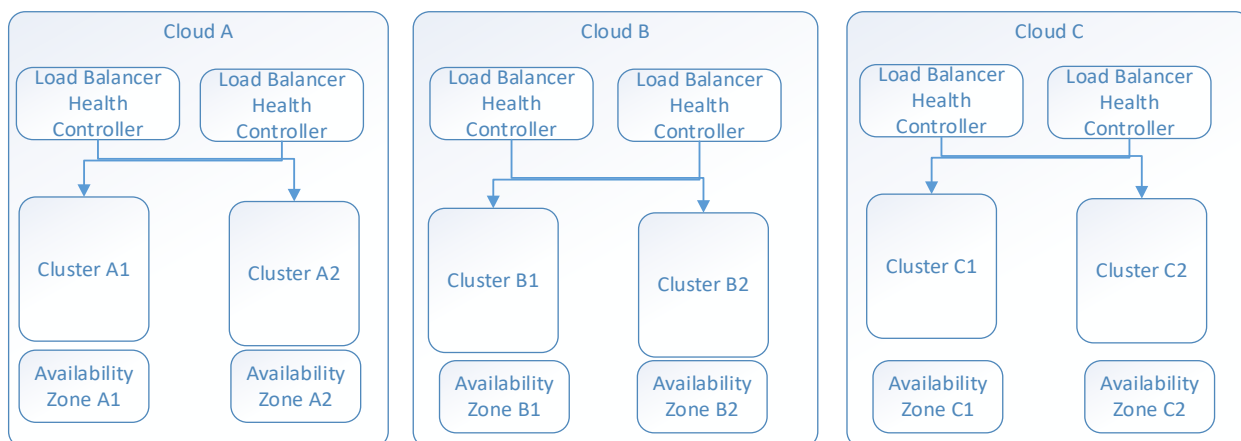 Cloud A
Load Balancer
Health
Controller
Load Balancer
Health
Controller
Cluster A1
Cluster A2
Availability
Zone A1
Availability
Zone A2
Cloud B
Load Balancer
Health
Controller
Load Balancer
Health
Controller
Cluster B1
Cluster B2
Availability
Zone B1
Availability
Zone B2
Cloud C
Load Balancer
Health
Controller
Load Balancer
Health
Controller
Cluster C1
Cluster C2
Availability
Zone C1
Availability
Zone C2